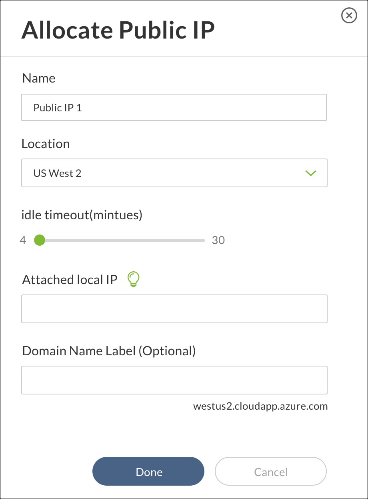 Allocate Public IP
Name
Public IP 1
Location
US West 2
idle timeout(mintues)
4 30
Attached local IP
Domain Name Label (Optional)
westus2.cloudapp.azure.com
Done Cancel